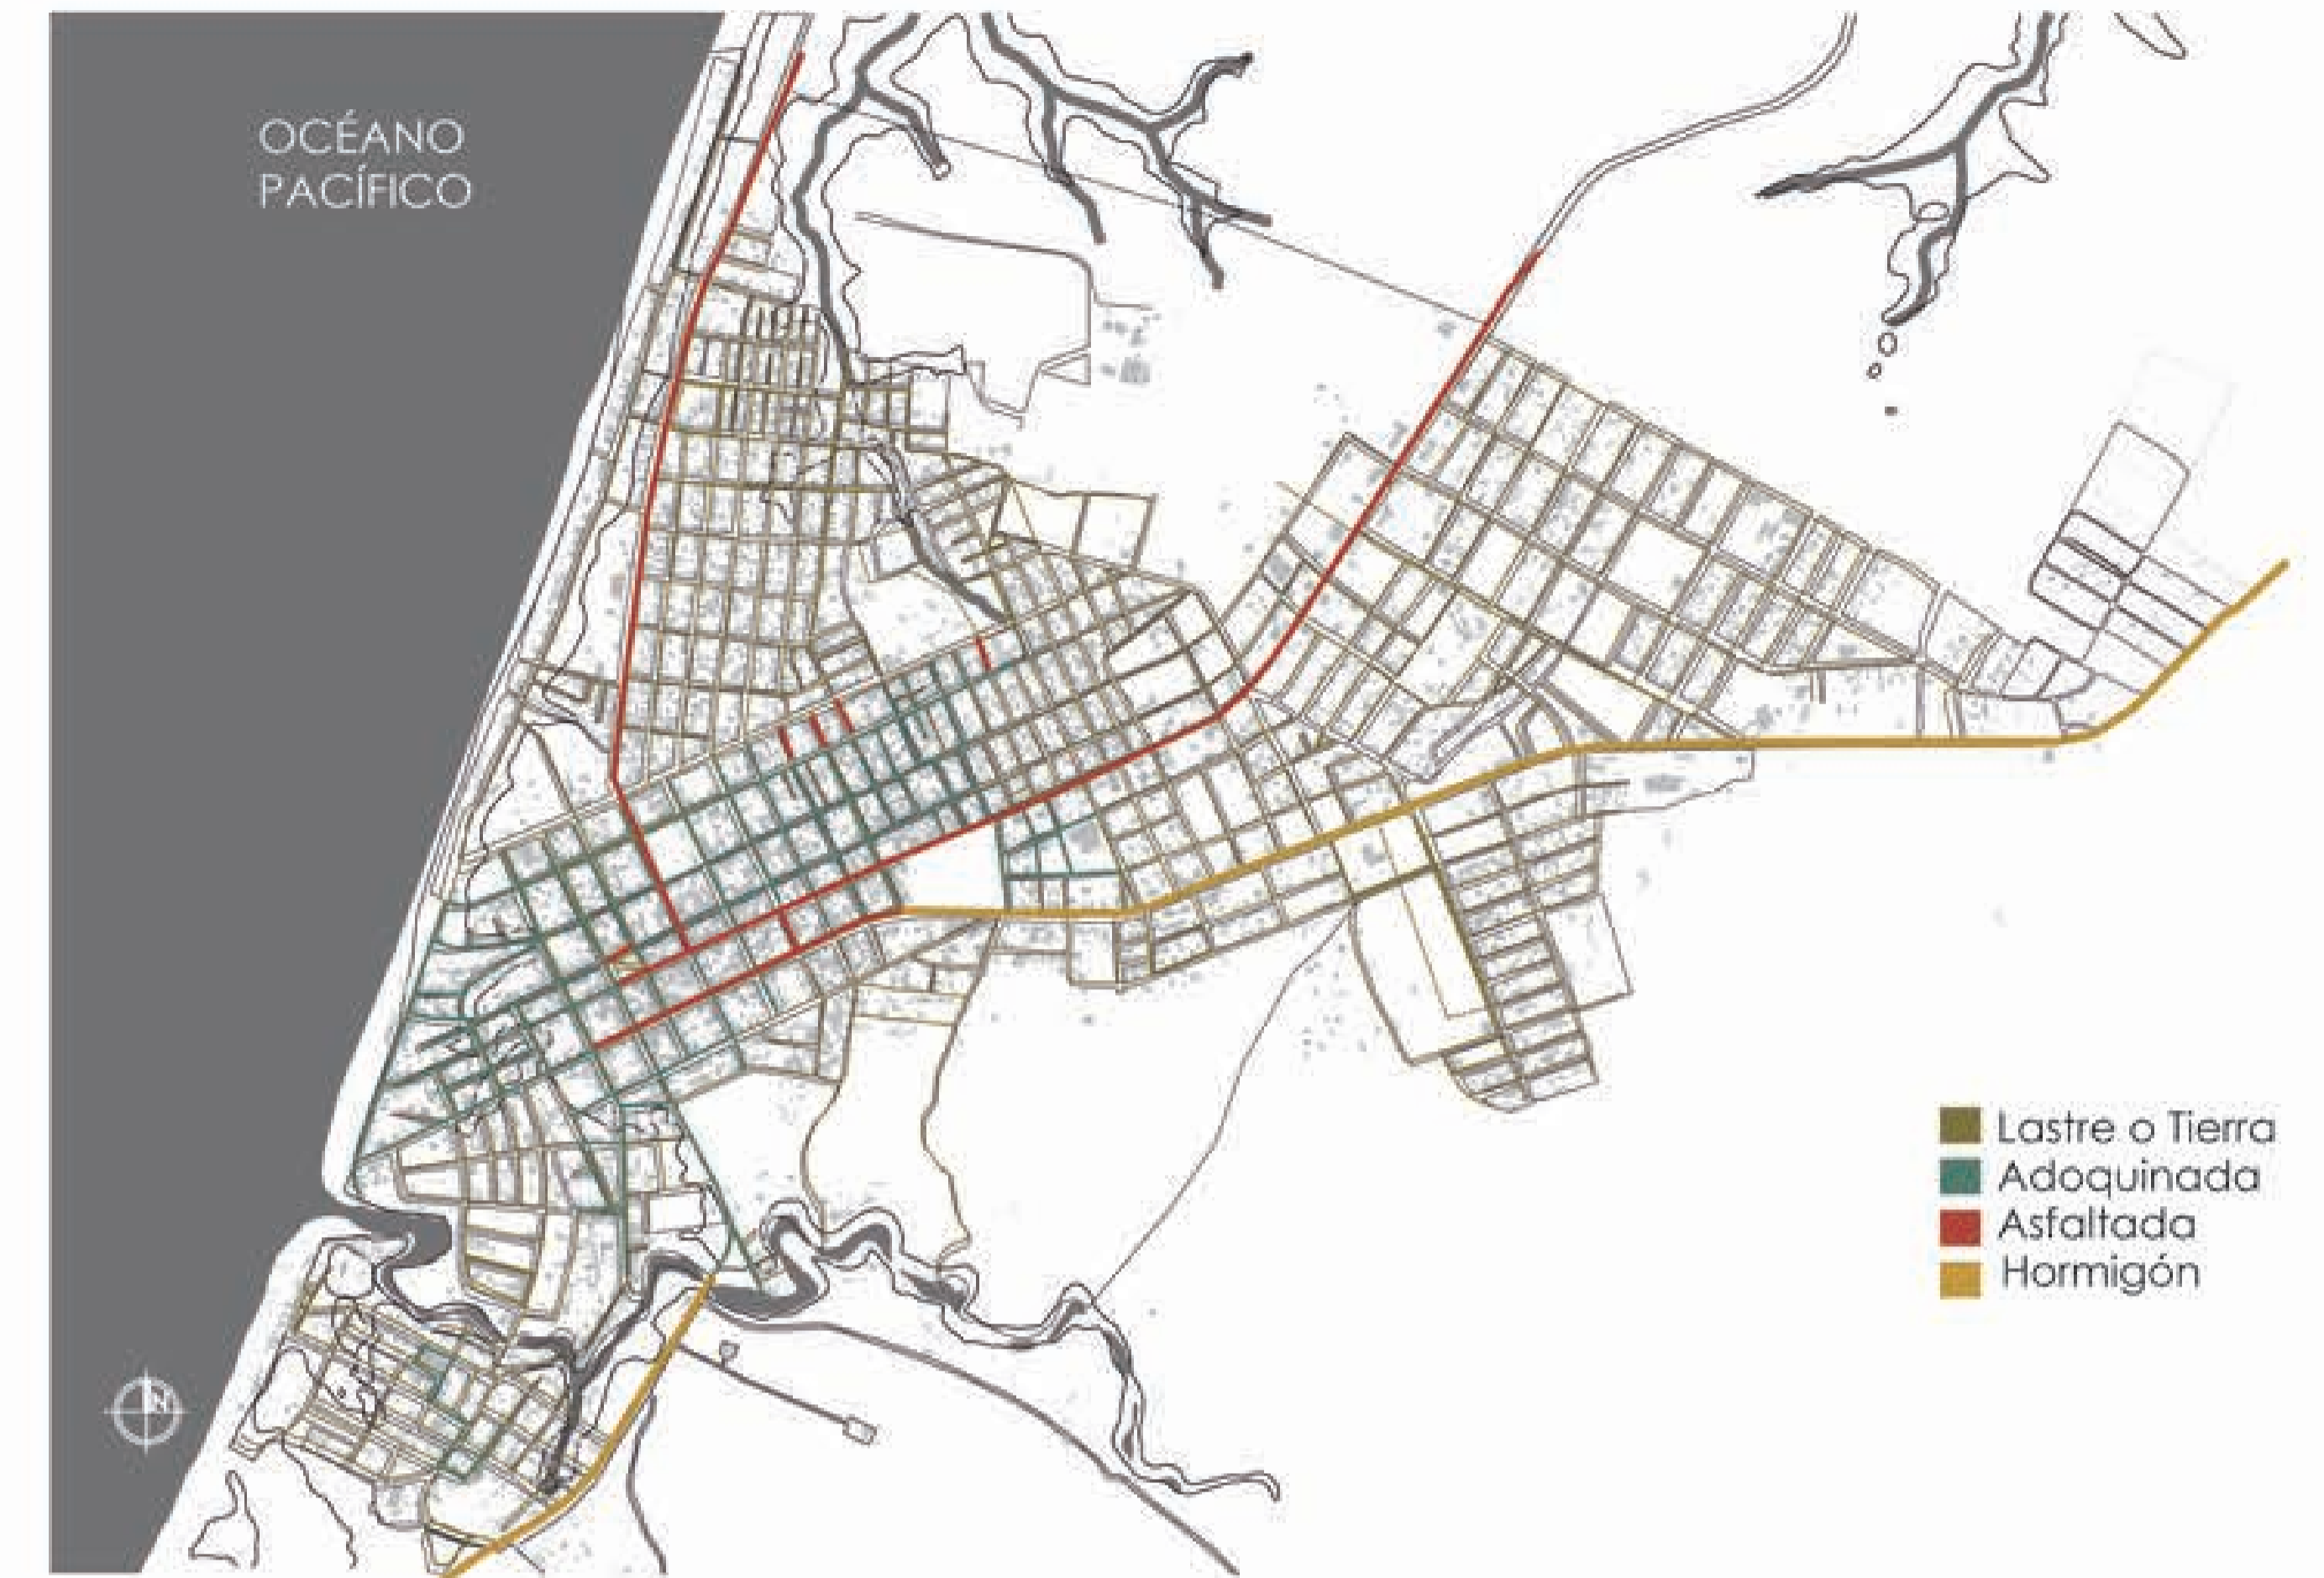 OCÉANO
PACÍFICO
Lastre o Tierra
Adoquinada
Asfaltada
Hormigón
N